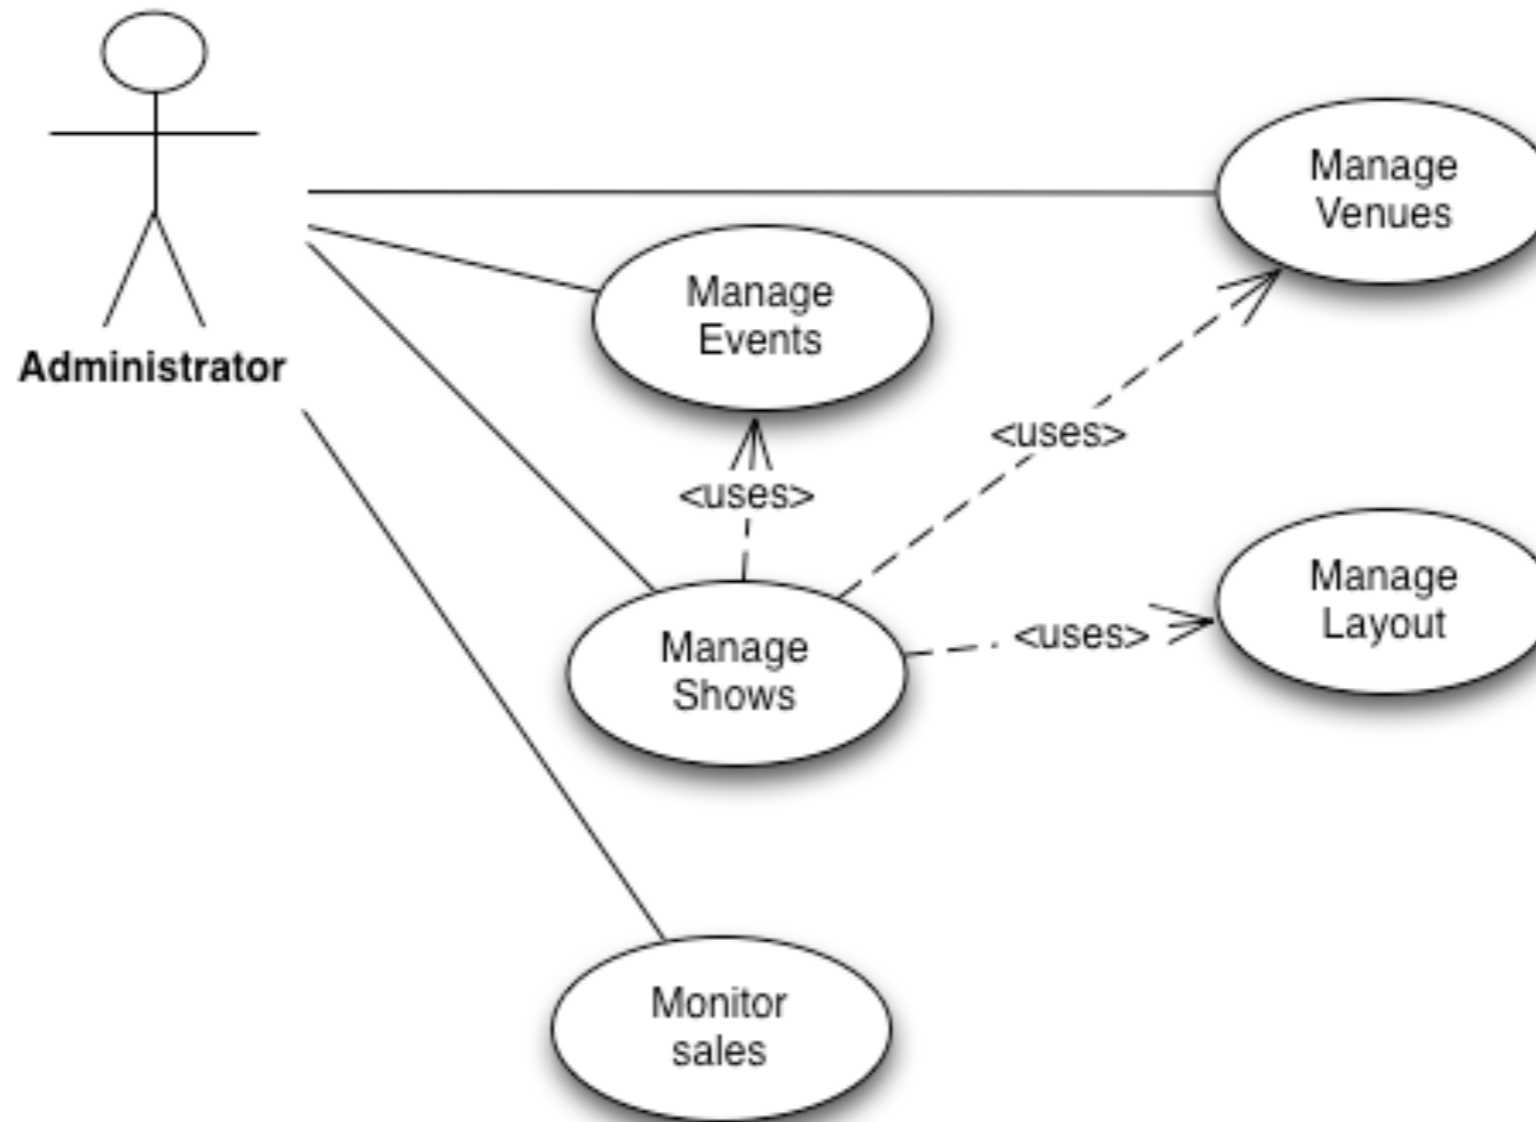 Manage
Venues
Manage
Events
Administrator
<uses>
<uses>
Manage
Layout
<uses>
Manage
Shows
Monitor
sales